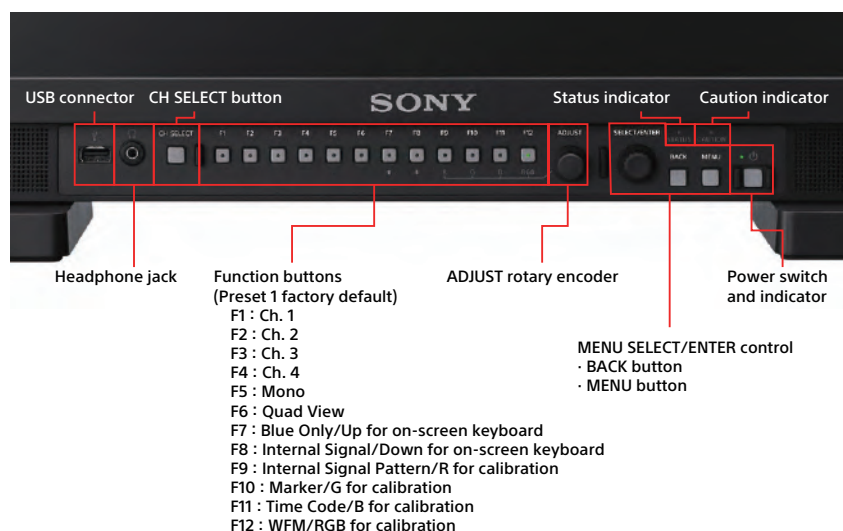 USB connector
CH SELECT button
SONY
Status indicator
Caution indicator
CH SELECT
F1 F2 F3 F4 F5 F6 F7 F8 F9 F10 F11 F12
ADJUST
SELECT/ENTER
BACK MENU
Headphone jack
Function buttons
(Preset 1 factory default)
F1 : Ch. 1
F2 : Ch. 2
F3 : Ch. 3
F4 : Ch. 4
F5 : Mono
F6 : Quad View
F7 : Blue Only/Up for on-screen keyboard
F8 : Internal Signal/Down for on-screen keyboard
F9 : Internal Signal Pattern/R for calibration
F10 : Marker/G for calibration
F11 : Time Code/B for calibration
F12 : WFM/RGB for calibration
ADJUST rotary encoder
MENU SELECT/ENTER control
· BACK button
· MENU button
Power switch
and indicator